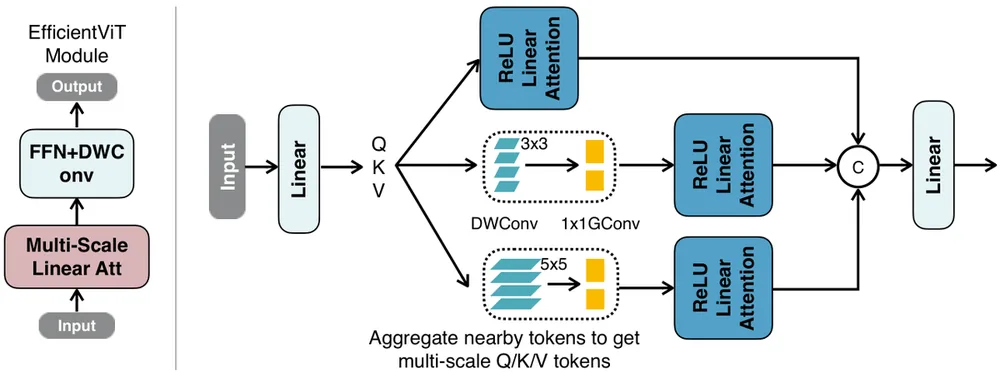 EfficientViT
Module
Output
FFN+DWC
onv
Multi-Scale
Linear Att
Input
Input
Linear
Q
K
V
ReLU
Linear
Attention
3x3
DWConv
1x1GConv
ReLU
Linear
Attention
5x5
ReLU
Linear
Attention
Aggregate nearby tokens to get
multi-scale Q/K/V tokens
C
Linear